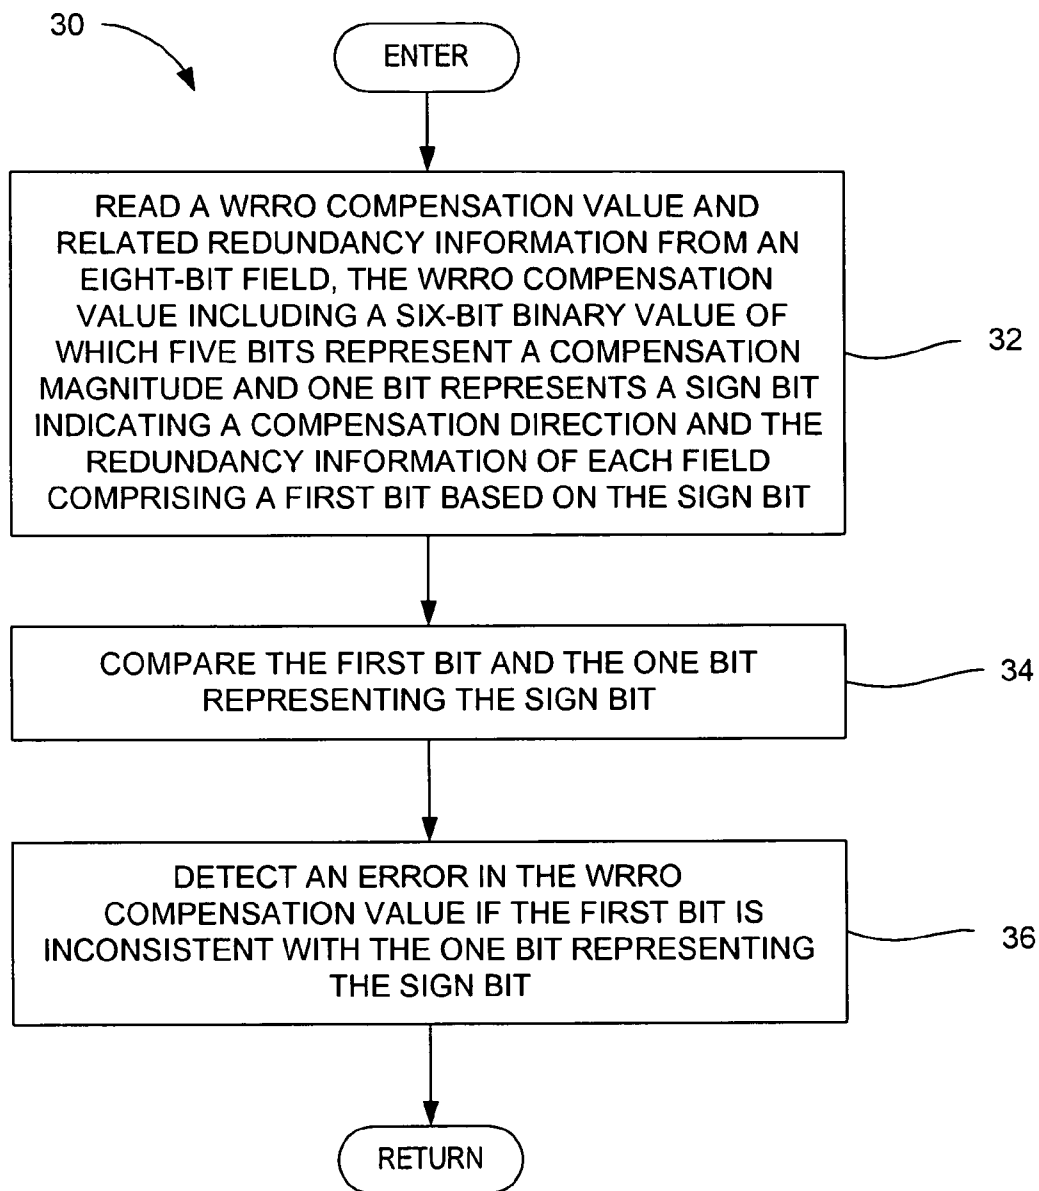 30
ENTER
READ A WRRO COMPENSATION VALUE AND
RELATED REDUNDANCY INFORMATION FROM AN
EIGHT-BIT FIELD, THE WRRO COMPENSATION
VALUE INCLUDING A SIX-BIT BINARY VALUE OF
WHICH FIVE BITS REPRESENT A COMPENSATION
MAGNITUDE AND ONE BIT REPRESENTS A SIGN BIT
INDICATING A COMPENSATION DIRECTION AND THE
REDUNDANCY INFORMATION OF EACH FIELD
COMPRISING A FIRST BIT BASED ON THE SIGN BIT
32
COMPARE THE FIRST BIT AND THE ONE BIT
REPRESENTING THE SIGN BIT
34
DETECT AN ERROR IN THE WRRO
COMPENSATION VALUE IF THE FIRST BIT IS
INCONSISTENT WITH THE ONE BIT REPRESENTING
THE SIGN BIT
36
RETURN